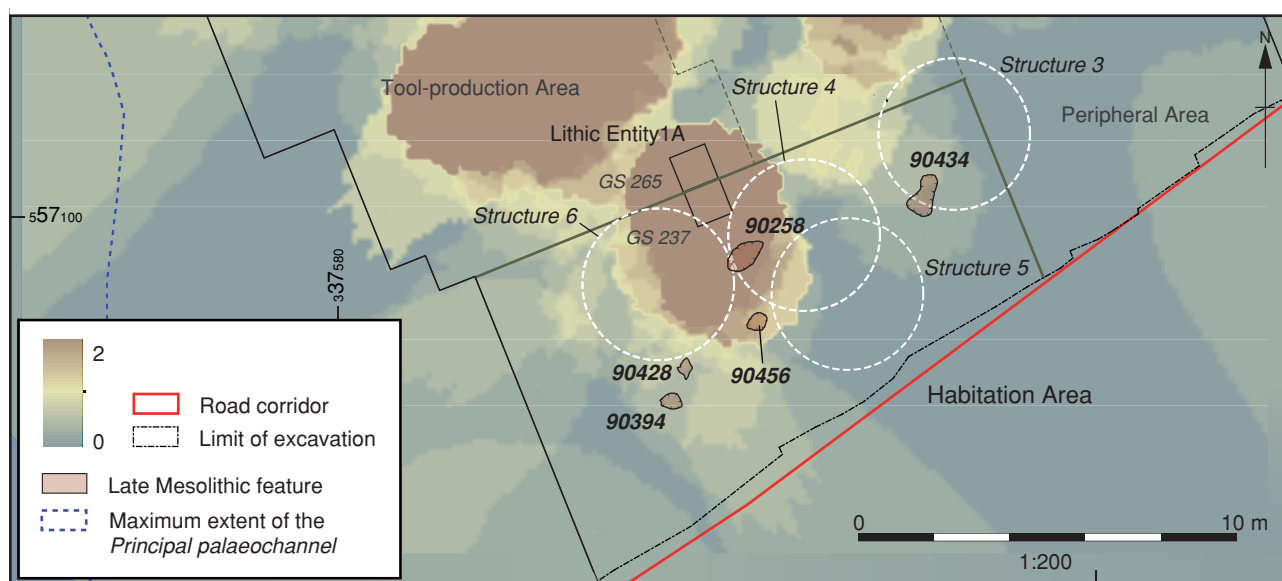 N
Structure 3
Tool-production Area
Structure 4
Peripheral Area
Lithic Entity1A
90434
GS 265
557100
Structure 6
90258
GS 237
Structure 5
337580
2
90428
90456
Habitation Area
Road corridor
90394
0
Limit of excavation
Late Mesolithic feature
Maximum extent of the
Principal palaeochannel
0
10 m
1:200